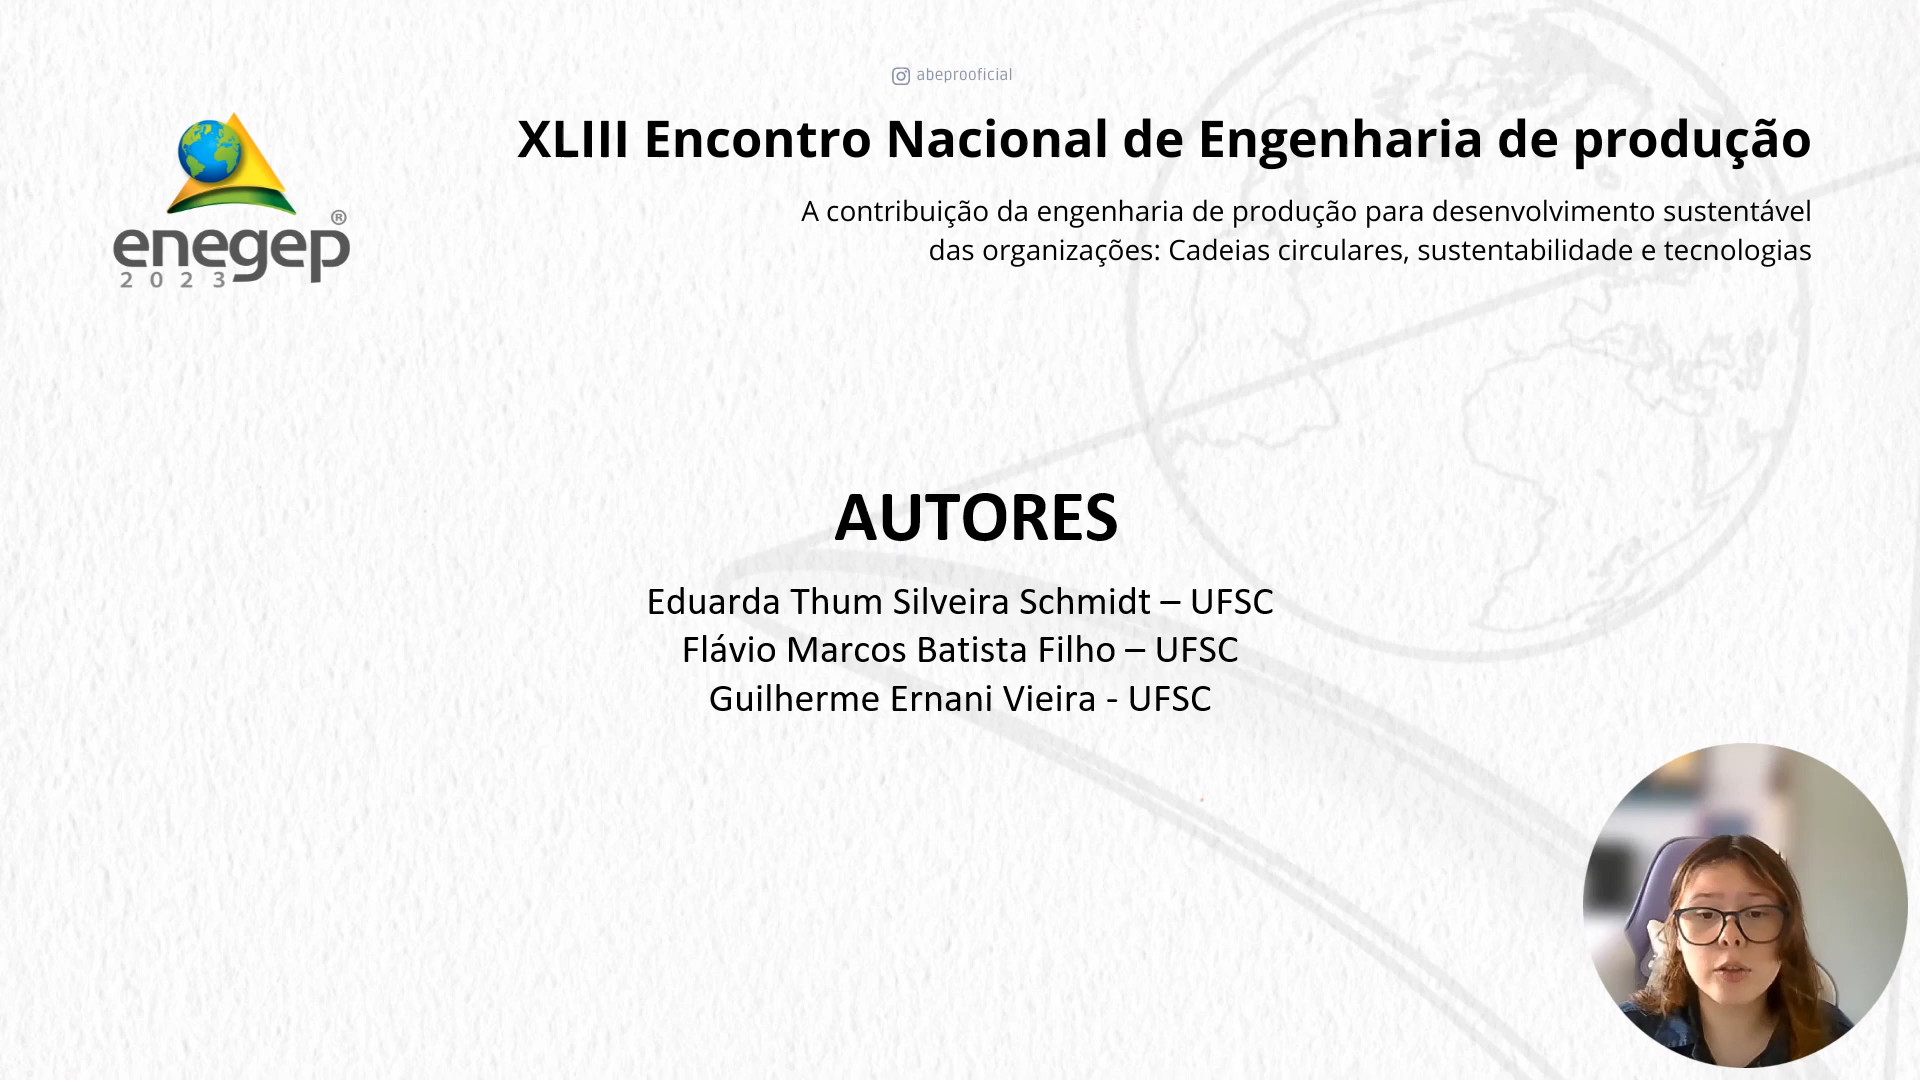 abeprooficial
XLIII Encontro Nacional de Engenharia de produção
A contribuição da engenharia de produção para desenvolvimento sustentável
das organizações: Cadeias circulares, sustentabilidade e tecnologias
enegep®
2023
AUTORES
Eduarda Thum Silveira Schmidt – UFSC
Flávio Marcos Batista Filho – UFSC
Guilherme Ernani Vieira - UFSC